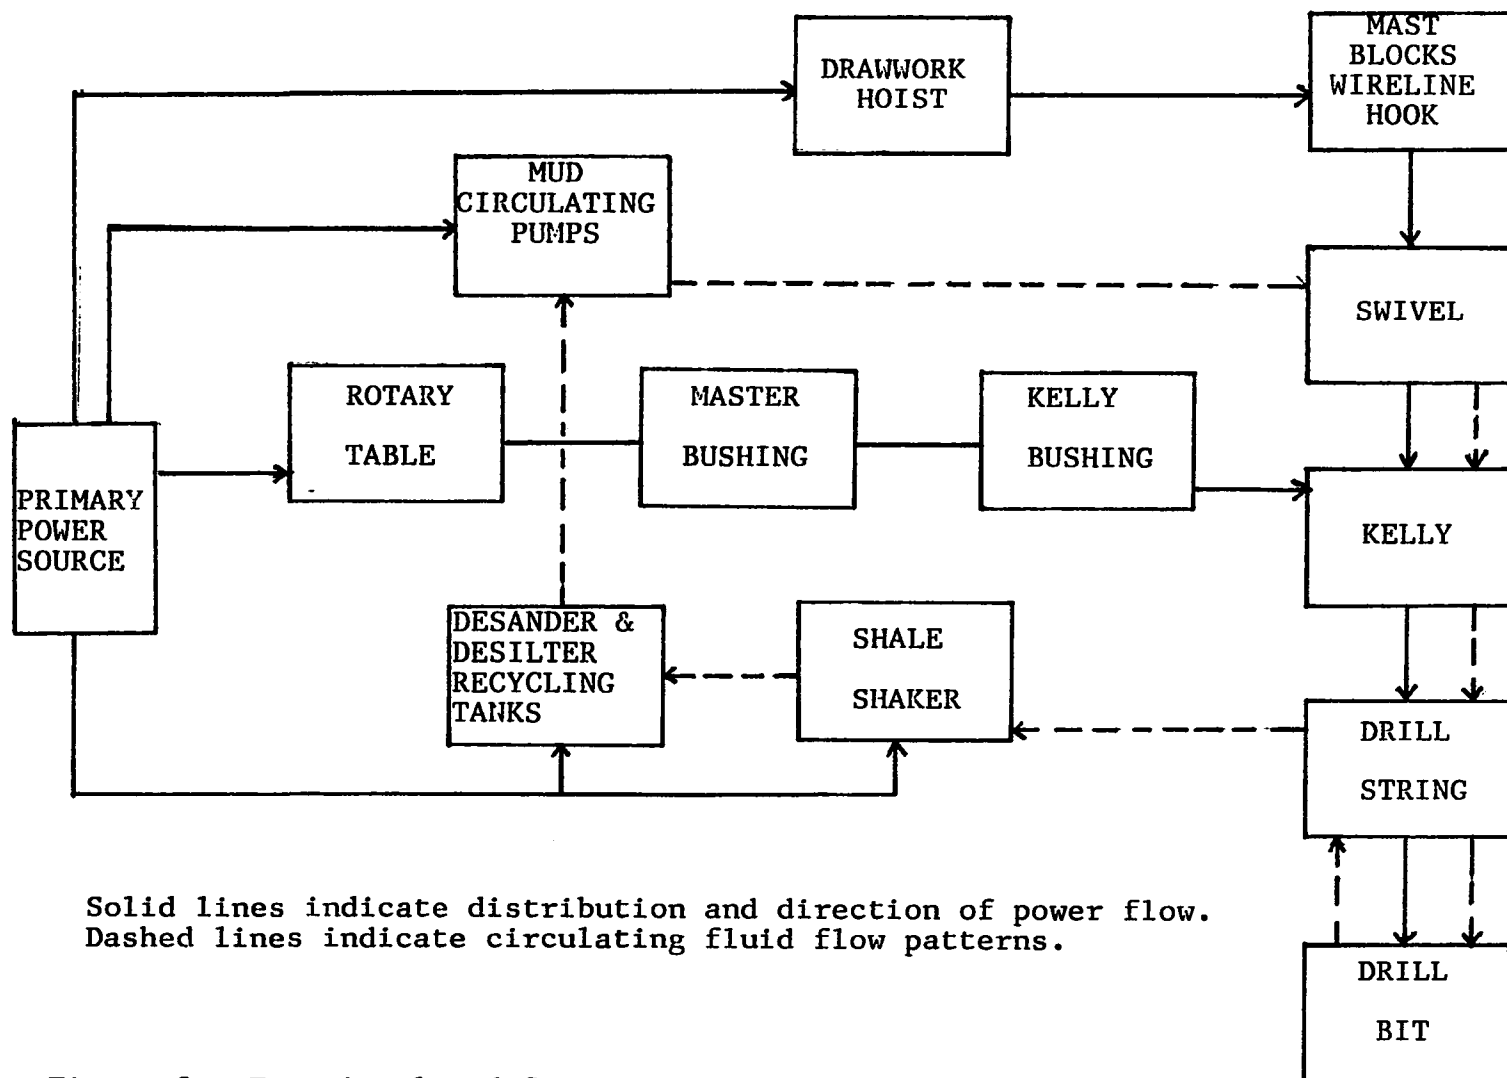 DRAWWORK
HOIST
MAST
BLOCKS
WIRELINE
HOOK
MUD
CIRCULATING
PUMPS
SWIVEL
ROTARY
TABLE
MASTER
BUSHING
KELLY
BUSHING
PRIMARY
POWER
SOURCE
KELLY
DESANDER &
DESILTER
RECYCLING
TANKS
SHALE
SHAKER
DRILL
STRING
Solid lines indicate distribution and direction of power flow.
Dashed lines indicate circulating fluid flow patterns.
DRILL
BIT